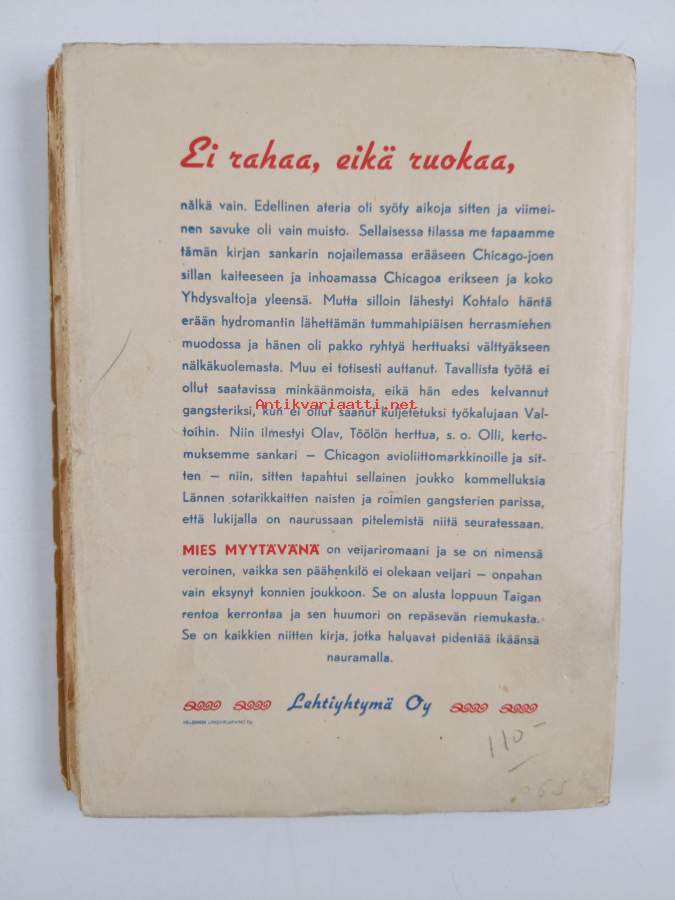 Ei rahaa, eikä ruokaa,
nälkä vain. Edellinen ateria oli syöty aikoja sitten ja viimei-
nen savuke oli vain muisto. Sellaisessa tilassa me tapaamme
tämän kirjan sankarin nojailemassa erääseen Chicago-joen
sillan kaiteeseen ja inhoamassa Chicagoa erikseen ja koko
Yhdysvaltoja yleensä. Mutta silloin lähestyi Kohtalo häntä
erään hydromantin lähettämän tummahipiäisen herrasmiehen
muodossa ja hänen oli pakko ryhtyä herttuaksi välttyäkseen
nälkäkuolemasta. Muu ei totisesti auttanut. Tavallista työtä ei
ollut saatavissa minkäänmoista, eikä hän edes kelvannut
Antikvariaatti.net
gangsteriksi, kun ei ollut saanut kuljetetuksi työkalujaan Val-
toihin. Niin ilmestyi Olav, Töölön herttua, s. o. Olli, kerto-
muksemme sankari — Chicagon avioliittomarkkinoille ja sit-
ten — niin, sitten tapahtui sellainen joukko kommelluksia
Lännen sotarikkaitten naisten ja roimien gangsterien parissa,
että lukijalla on naurussaan pitelemistä niitä seuratessaan.
MIES MYYTÄVÄNÄ on veijariromaani ja se on nimensä
veroinen, vaikka sen päähenkilö ei olekaan veijari — onpahan
vain eksynyt konnien joukkoon. Se on alusta loppuun Taigan
rentoa kerrontaa ja sen huumori on repäsevän riemukasta.
Se on kaikkien niitten kirja, jotka haluavat pidentää ikäänsä
nauramalla.
Lehtiyhtymä Oy
110-